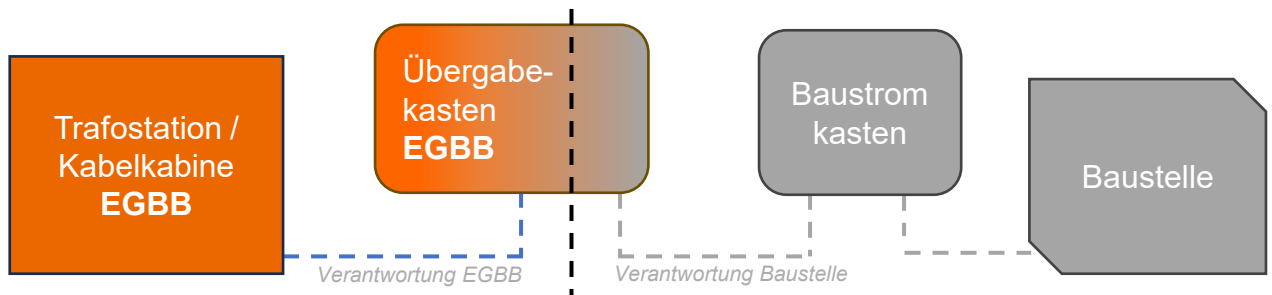 Trafostation /
Kabelkabine
EGBB
Übergabe-
kasten
EGBB
Baustrom
kasten
Baustelle
Verantwortung EGBB
Verantwortung Baustelle